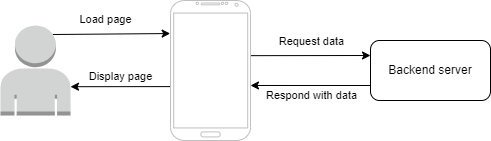 Load page
Request data
Display page
Backend server
Respond with data